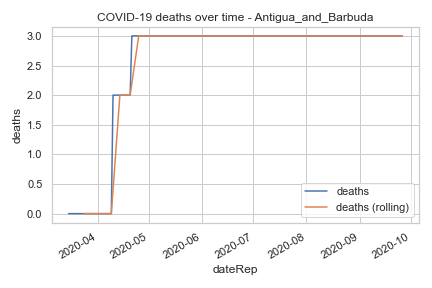 COVID-19 deaths over time - Antigua_and_Barbuda
3.0
2.5
2.0
1.5
1.0
0.5
0.0
deaths
deaths
deaths (rolling)
2020-04
2020-05
2020-06
2020-07
2020-08
2020-09
2020-10
dateRep